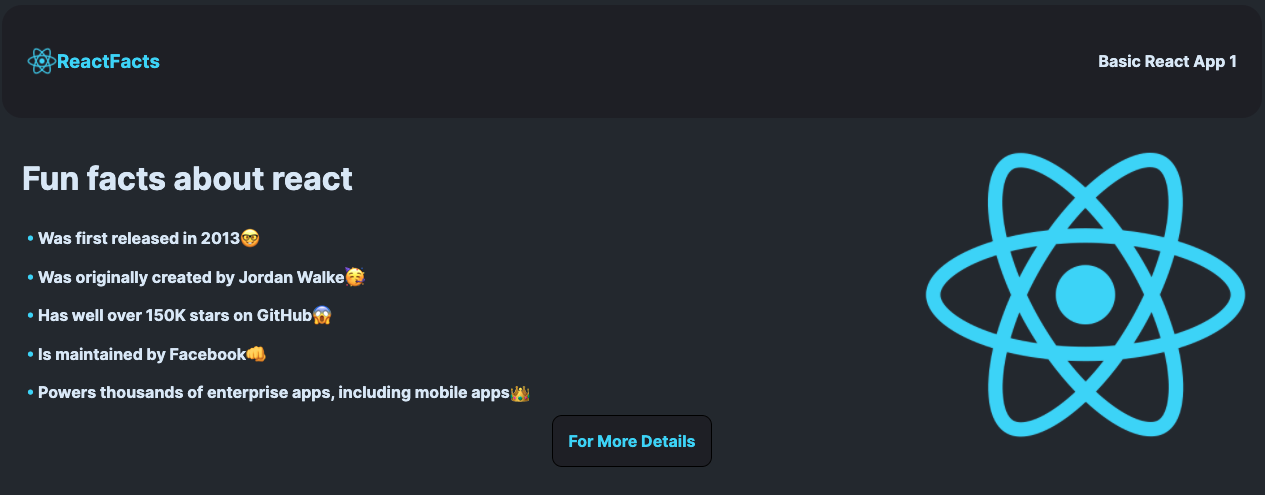 ReactFacts
Basic React App 1
Fun facts about react
• Was first released in 2013🤓
• Was originally created by Jordan Walke🥳
• Has well over 150K stars on GitHub😱
• Is maintained by Facebook👊
• Powers thousands of enterprise apps, including mobile apps👑
For More Details